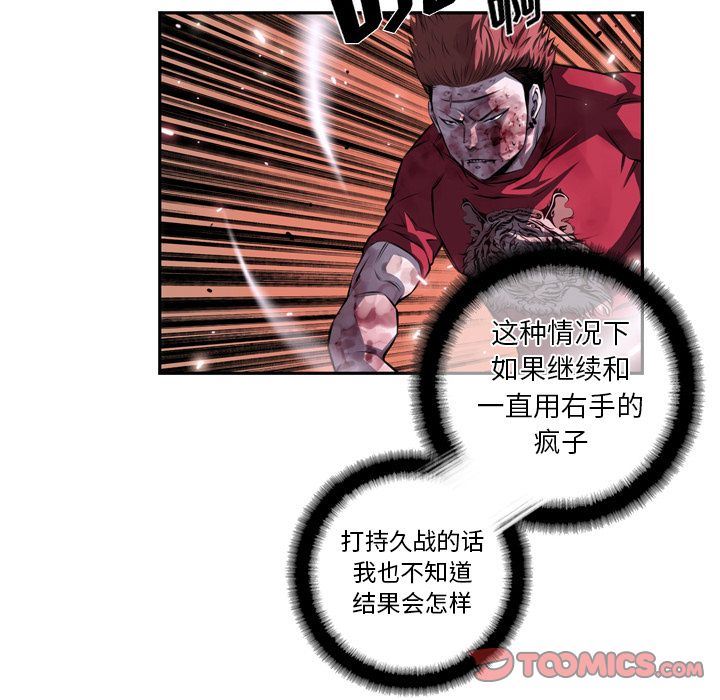 啊
这种情况下
如果继续和
一直用右手的
疯子
打持久战的话
我也不知道
结果会怎样
TOOMICS.COM